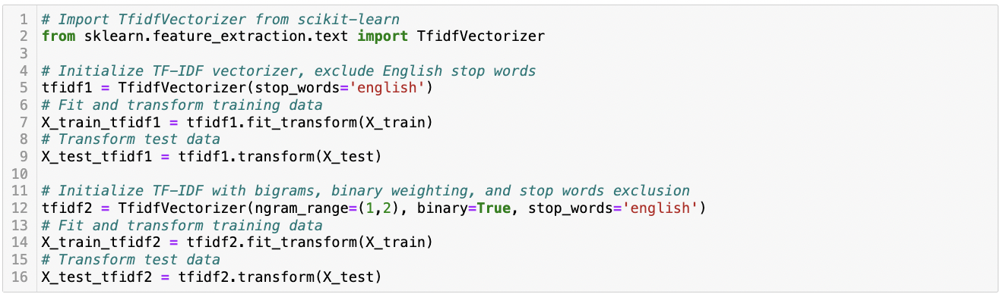 1 # Import TfidfVectorizer from scikit-learn
2 from sklearn.feature_extraction.text import TfidfVectorizer
3
4 # Initialize TF-IDF vectorizer, exclude English stop words
5 tfidf1 = TfidfVectorizer(stop_words='english')
6 # Fit and transform training data
7 X_train_tfidf1 = tfidf1.fit_transform(X_train)
8 # Transform test data
9 X_test_tfidf1 = tfidf1.transform(X_test)
10
11 # Initialize TF-IDF with bigrams, binary weighting, and stop words exclusion
12 tfidf2 = TfidfVectorizer(ngram_range=(1,2), binary=True, stop_words='english')
13 # Fit and transform training data
14 X_train_tfidf2 = tfidf2.fit_transform(X_train)
15 # Transform test data
16 X_test_tfidf2 = tfidf2.transform(X_test)